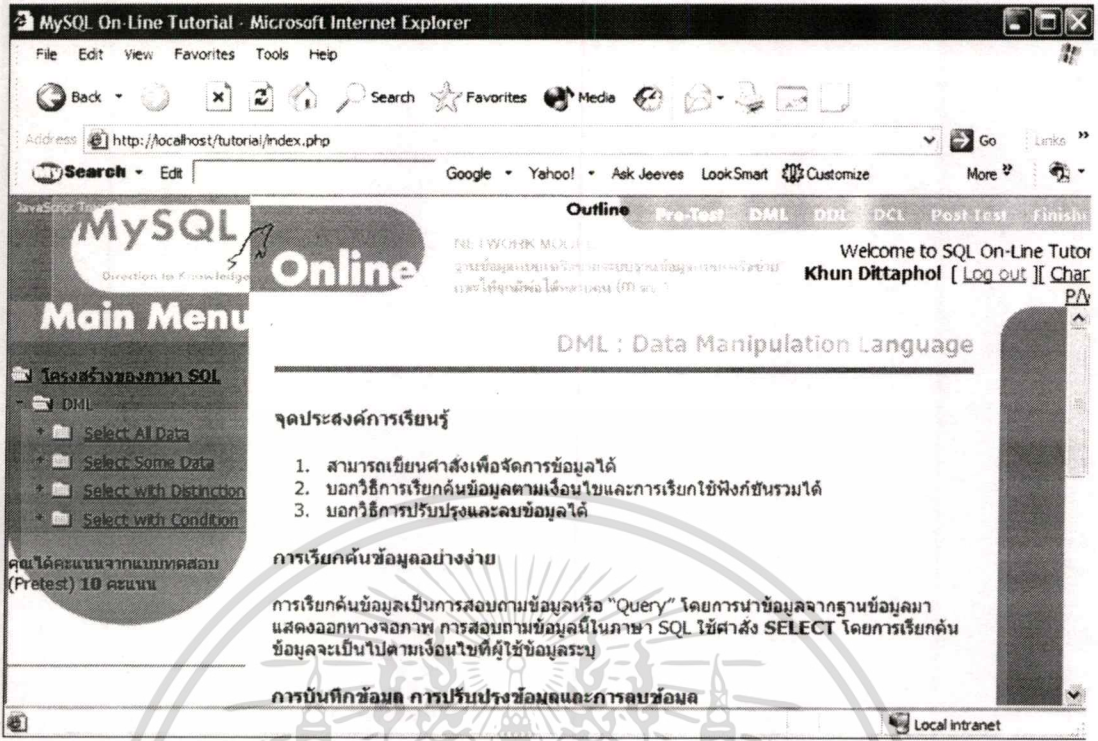 MySQL On-Line Tutorial - Microsoft Internet Explorer
File Edit View Favorites Tools Help
Back Search Favorites Media
Address http://localhost/tutorial/index.php Go Links »
Search Edit Google Yahoo! Ask Jeeves LookSmart Customize More »
MySQL
Direction to Knowledge
Online
Outline Pre-Test DML DDL DCL Post Test Finish
NETWORK MODEL
Welcome to SQL On-Line Tutor
Khun Dittaphol [ Log out ][ Char
P/
Main Menu
โครงสร้างของภาษา SQL
- DML
+ Select All Data
+ Select Some Data
+ Select with Distinction
+ Select with Condition
คุณได้คะแนนจากแบบทดสอบ
(Pretest) 10 คะแนน
DML : Data Manipulation Language
จุดประสงค์การเรียนรู้
1. สามารถเขียนคำสั่งเพื่อจัดการข้อมูลได้
2. บอกวิธีการเรียกค้นข้อมูลตามเงื่อนไขและการเรียกใช้ฟังก์ชันรวมได้
3. บอกวิธีการปรับปรุงและลบข้อมูลได้
การเรียกค้นข้อมูลอย่างง่าย
การเรียกค้นข้อมูลเป็นการสอบถามข้อมูลหรือ "Query" โดยการนำข้อมูลจากฐานข้อมูลมา
แสดงออกทางจอภาพ การสอบถามข้อมูลนี้ในภาษา SQL ใช้คำสั่ง SELECT โดยการเรียกค้น
ข้อมูลจะเป็นไปตามเงื่อนไขที่ผู้ใช้ข้อมูลระบุ
การบันทึกข้อมูล การปรับปรุงข้อมูลและการลบข้อมูล
Local intranet